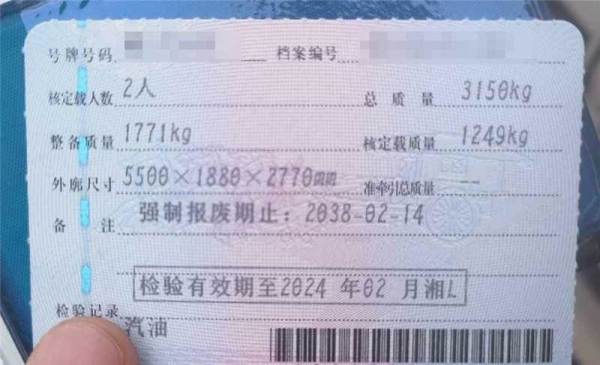 号牌号码 档案编号
核定载人数 2人 总质量 3150kg
整备质量 1771kg 核定载质量 1249kg
外廓尺寸 5500×1880×2770mm 准牵引总质量 --
备注 强制报废期止：2038-02-14
检验有效期至2024 年02 月湘L
检验记录
汽油